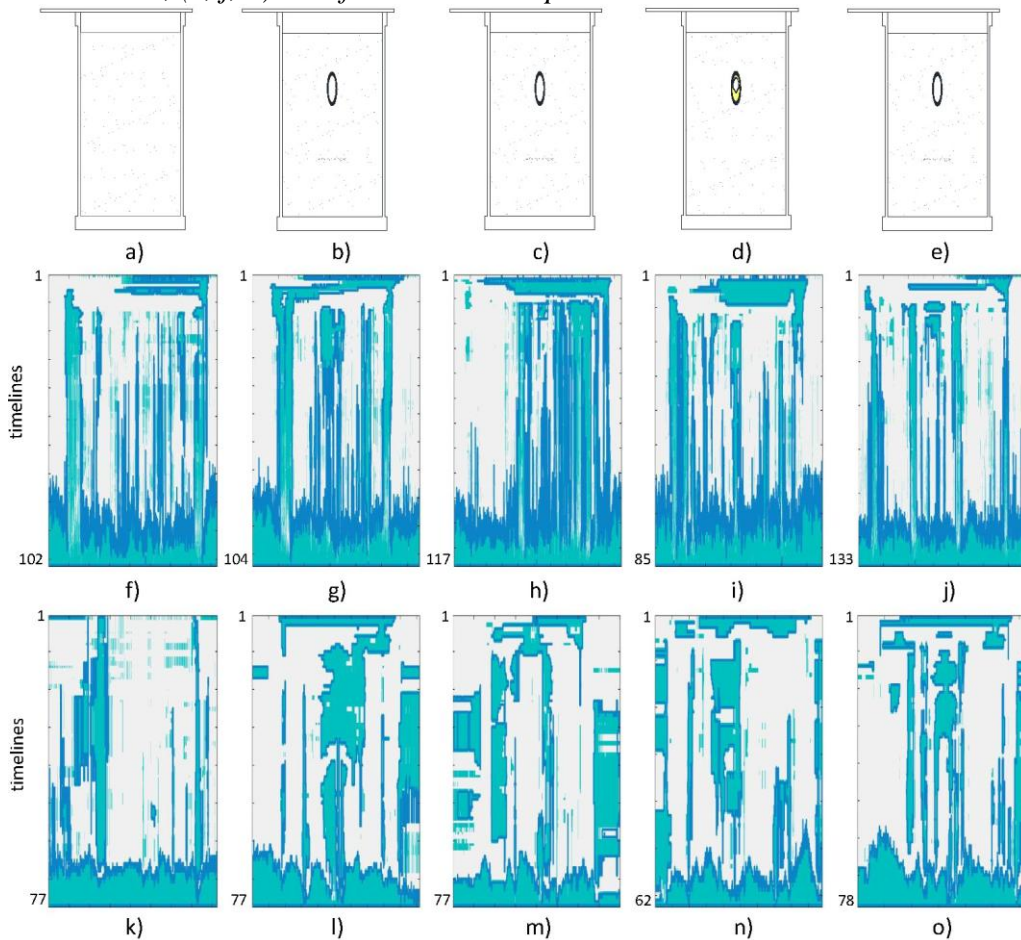 a) b) c) d) e)
1 1 1 1 1
timelines
102 104 117 85 133
f) g) h) i) j)
1 1 1 1 1
timelines
77 77 77 62 78
k) l) m) n) o)